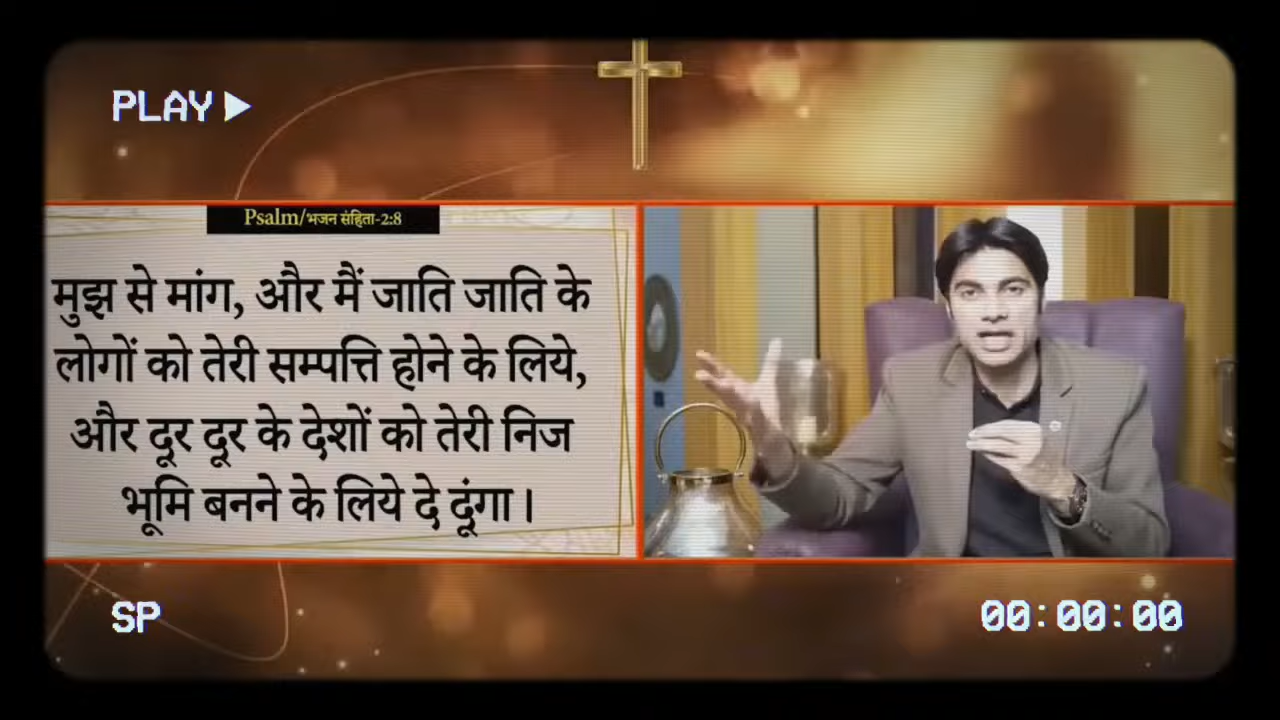 PLAY
Psalm/भजन संहिता-2:8
मुझ से मांग, और मैं जाति जाति के
लोगों को तेरी सम्पत्ति होने के लिये,
और दूर दूर के देशों को तेरी निज
भूमि बनने के लिये दे दूंगा।
SP
00:00:00